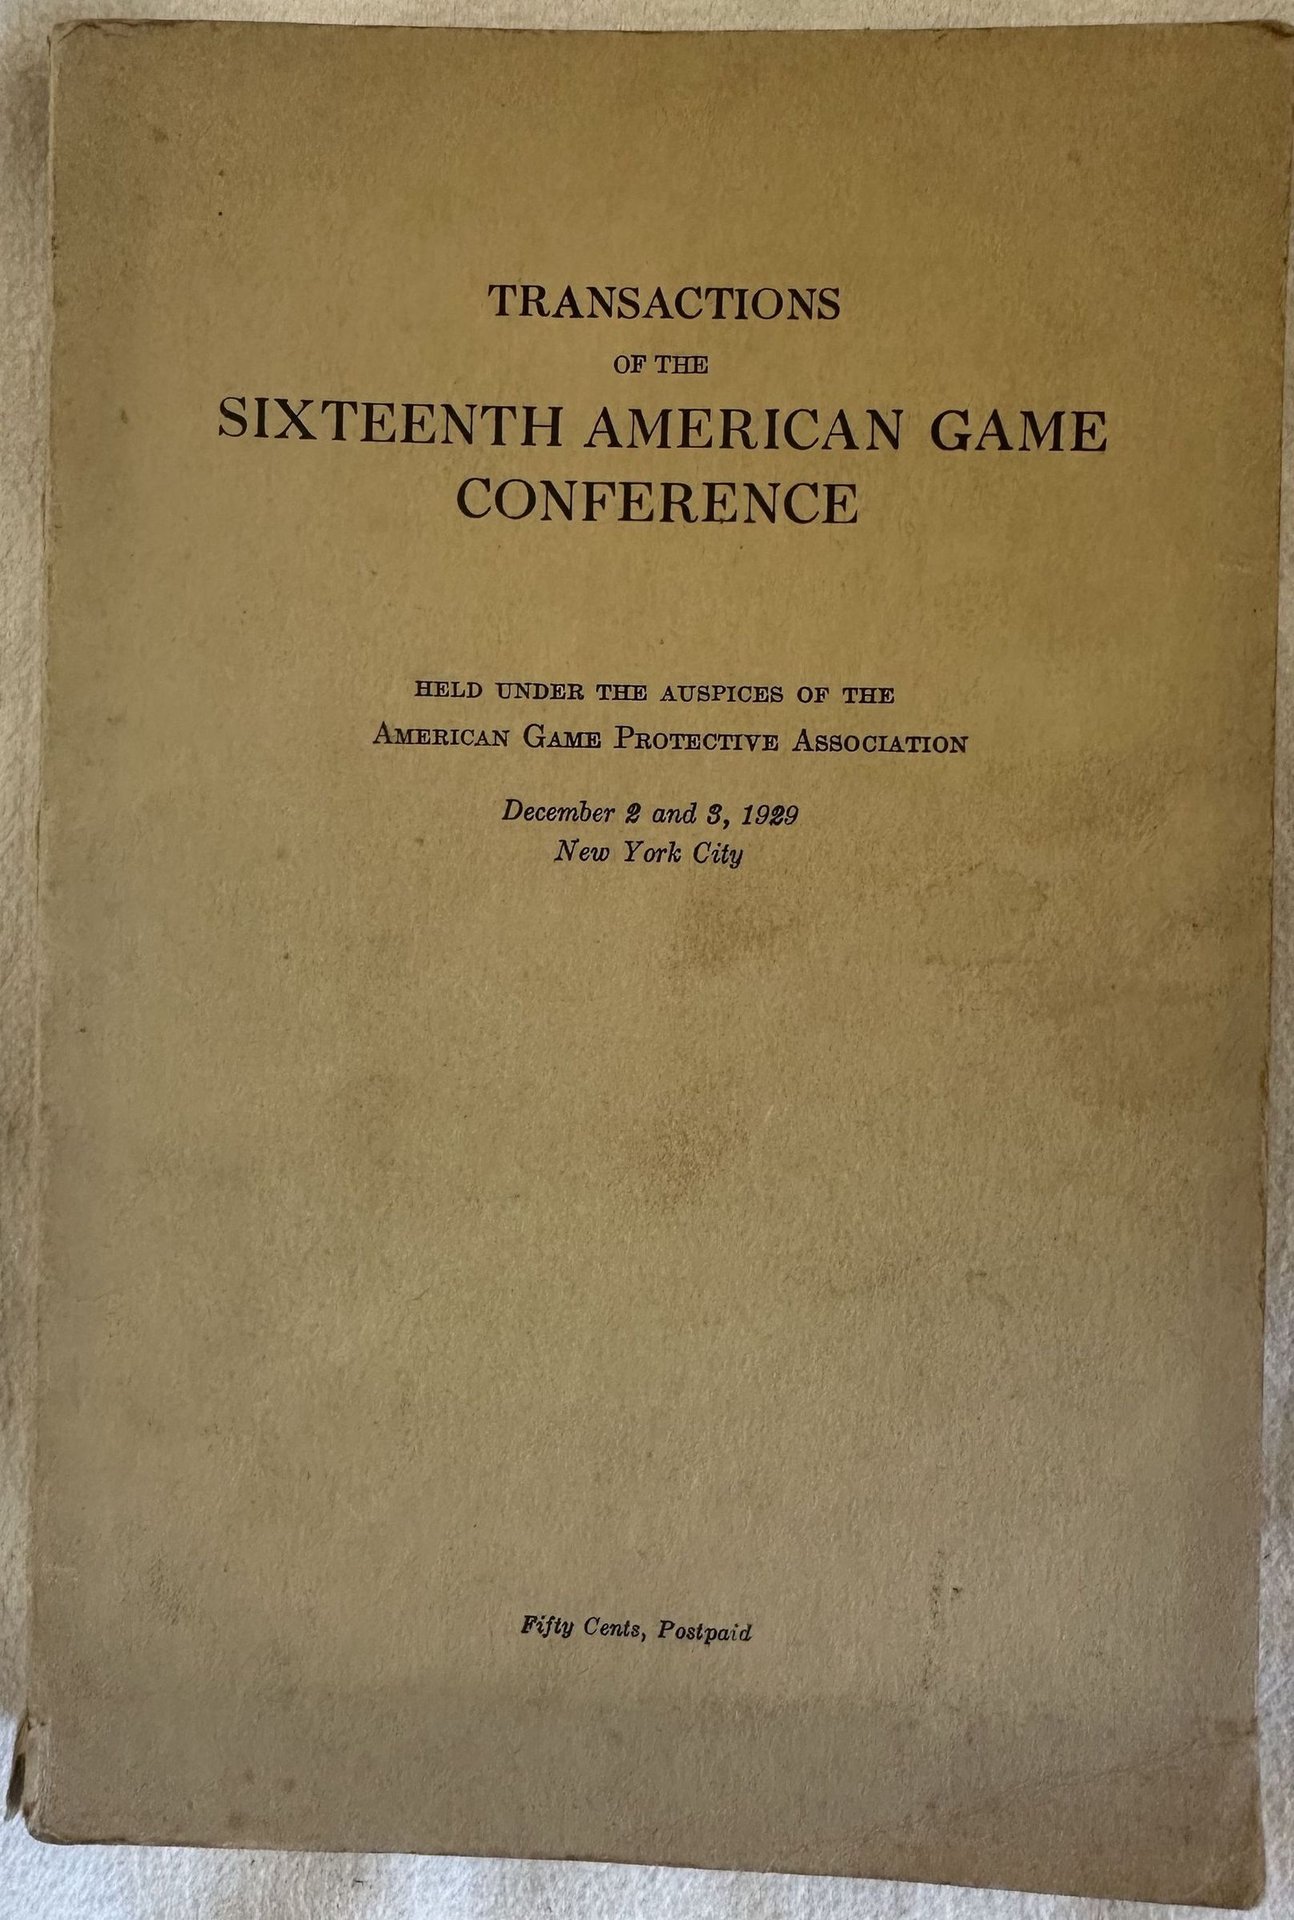 TRANSACTIONS
OF THE
SIXTEENTH AMERICAN GAME
CONFERENCE
HELD UNDER THE AUSPICES OF THE
AMERICAN GAME PROTECTIVE ASSOCIATION
December 2 and 3, 1929
New York City
Fifty Cents, Postpaid